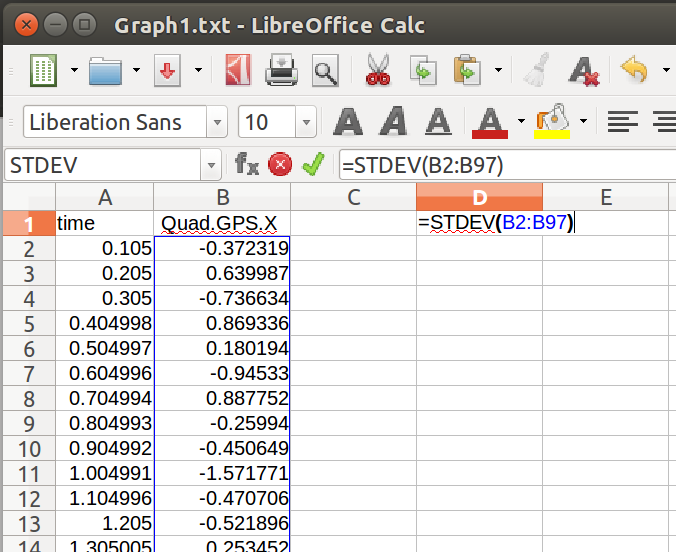 Graph1.txt - LibreOffice Calc
Liberation Sans 10 A A A A A
STDEV fx =STDEV(B2:B97)
A B C D E
1 time Quad.GPS.X =STDEV(B2:B97)
2 0.105 -0.372319
3 0.205 0.639987
4 0.305 -0.736634
5 0.404998 0.869336
6 0.504997 0.180194
7 0.604996 -0.94533
8 0.704994 0.887752
9 0.804993 -0.25994
10 0.904992 -0.450649
11 1.004991 -1.571771
12 1.104996 -0.470706
13 1.205 -0.521896
14 1.305005 0.253452